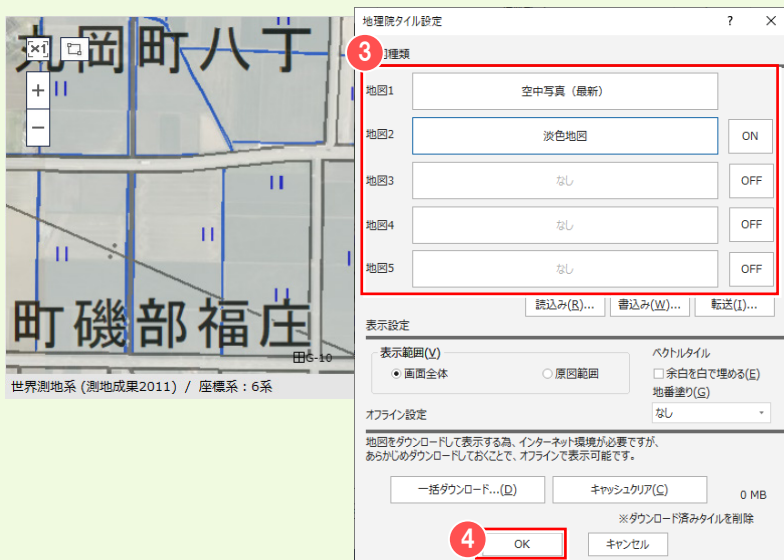 丸岡町八丁
×1
+
−
町磯部福庄
田G-10
世界測地系 (測地成果2011) / 座標系：6系
地理院タイル設定
? ×
3
種類
地図1 空中写真（最新）
地図2 淡色地図 ON
地図3 なし OFF
地図4 なし OFF
地図5 なし OFF
読込み(R)... 書込み(W)... 転送(I)...
表示設定
表示範囲(V)
画面全体 原図範囲
ベクトルタイル
余白を白で埋める(E)
地番塗り(G)
なし
オフライン設定
地図をダウンロードして表示する為、インターネット環境が必要ですが、
あらかじめダウンロードしておくことで、オフラインで表示可能です。
一括ダウンロード...(D) キャッシュクリア(C) 0 MB
※ダウンロード済みタイルを削除
4
OK キャンセル